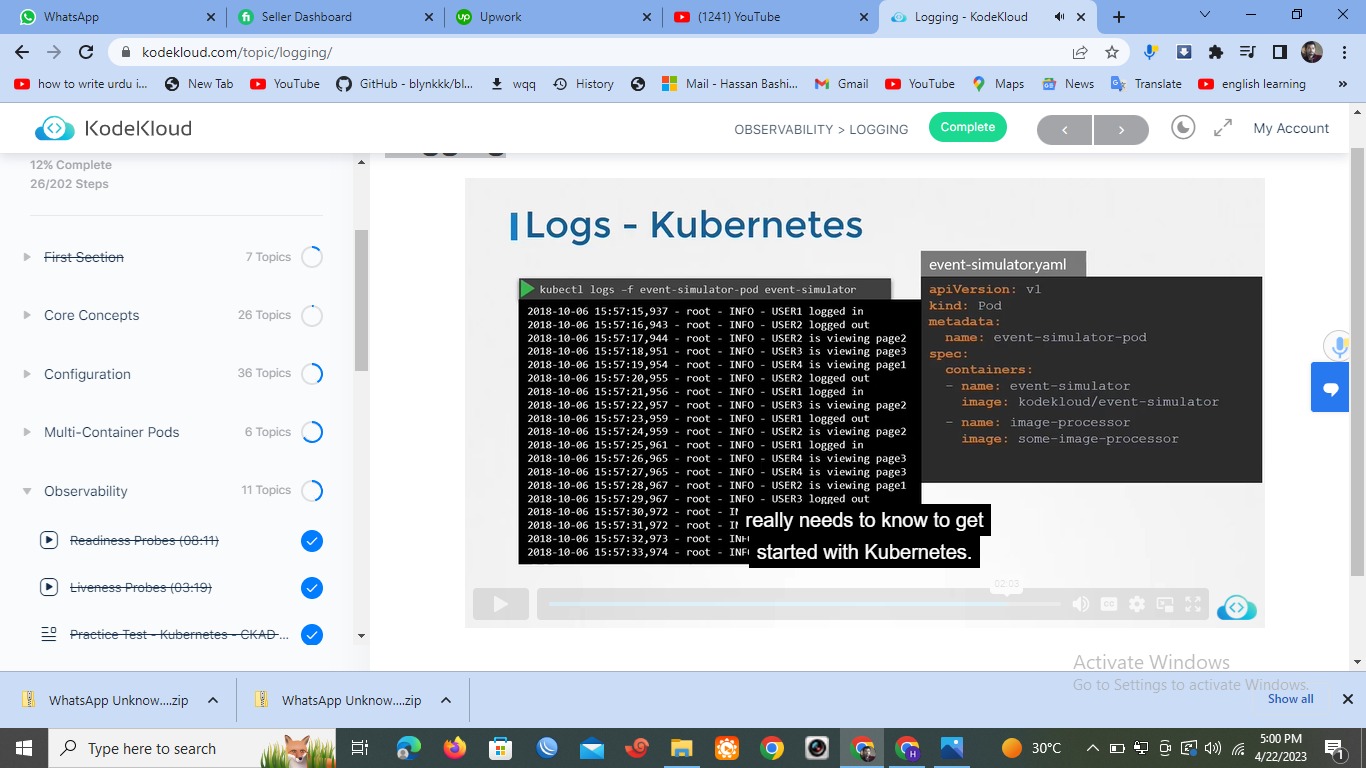 WhatsApp
Seller Dashboard
Upwork
(1241) YouTube
Logging - KodeKloud
kodekloud.com/topic/logging/
how to write urdu i...
New Tab
YouTube
GitHub - blynkkk/bl...
wqq
History
Mail - Hassan Bashi...
Gmail
YouTube
Maps
News
Translate
english learning
»
KodeKloud
OBSERVABILITY > LOGGING
Complete
My Account
12% Complete
26/202 Steps
First Section 7 Topics
Core Concepts 26 Topics
Configuration 36 Topics
Multi-Container Pods 6 Topics
Observability 11 Topics
Readiness Probes (08:11)
Liveness Probes (03:19)
Practice Test - Kubernetes - CKAD ...
Logs - Kubernetes
kubectl logs –f event-simulator-pod event-simulator
2018-10-06 15:57:15,937 - root - INFO - USER1 logged in
2018-10-06 15:57:16,943 - root - INFO - USER2 logged out
2018-10-06 15:57:17,944 - root - INFO - USER2 is viewing page2
2018-10-06 15:57:18,951 - root - INFO - USER3 is viewing page3
2018-10-06 15:57:19,954 - root - INFO - USER4 is viewing page1
2018-10-06 15:57:20,955 - root - INFO - USER2 logged out
2018-10-06 15:57:21,956 - root - INFO - USER1 logged in
2018-10-06 15:57:22,957 - root - INFO - USER3 is viewing page2
2018-10-06 15:57:23,959 - root - INFO - USER1 logged out
2018-10-06 15:57:24,959 - root - INFO - USER2 is viewing page2
2018-10-06 15:57:25,961 - root - INFO - USER1 logged in
2018-10-06 15:57:26,965 - root - INFO - USER4 is viewing page3
2018-10-06 15:57:27,965 - root - INFO - USER4 is viewing page3
2018-10-06 15:57:28,967 - root - INFO - USER2 is viewing page1
2018-10-06 15:57:29,967 - root - INFO - USER3 logged out
2018-10-06 15:57:30,972 - root -
2018-10-06 15:57:31,972 - root -
2018-10-06 15:57:32,973 - root -
2018-10-06 15:57:33,974 - root -
event-simulator.yaml
apiVersion: v1
kind: Pod
metadata:
name: event-simulator-pod
spec:
containers:
- name: event-simulator
image: kodekloud/event-simulator
- name: image-processor
image: some-image-processor
really needs to know to get
started with Kubernetes.
02:03
CC
Activate Windows
Go to Settings to activate Windows.
WhatsApp Unknow....zip
WhatsApp Unknow....zip
Show all
Type here to search
30°C
5:00 PM
4/22/2023
1